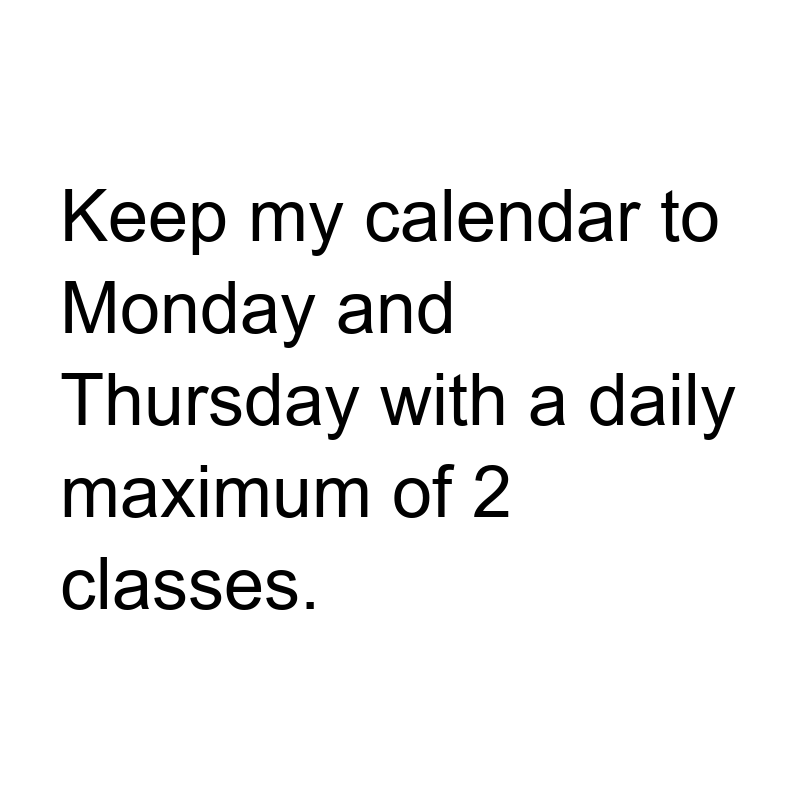 Keep my calendar to
Monday and
Thursday with a daily
maximum of 2
classes.